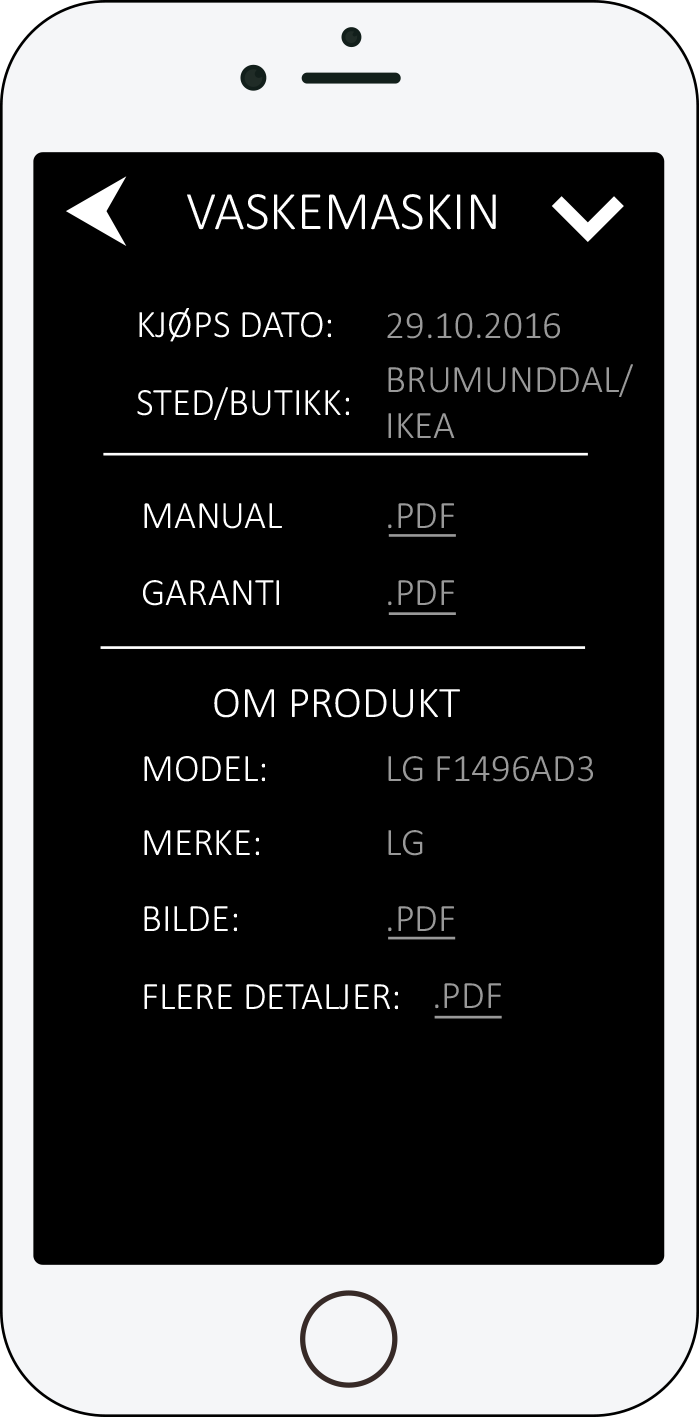 VASKEMASKIN
KJØPS DATO: 29.10.2016
STED/BUTIKK: BRUMUNDDAL/
IKEA
MANUAL .PDF
GARANTI .PDF
OM PRODUKT
MODEL: LG F1496AD3
MERKE: LG
BILDE: .PDF
FLERE DETALJER: .PDF